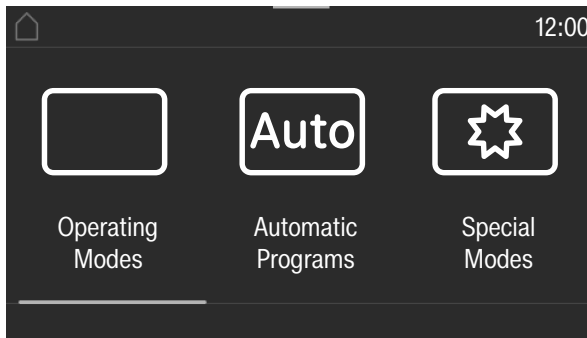 12:00
Auto
Operating
Modes
Automatic
Programs
Special
Modes